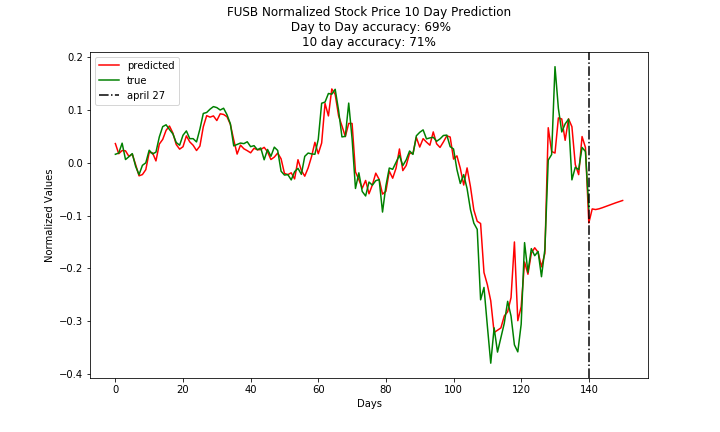 FUSB Normalized Stock Price 10 Day Prediction
Day to Day accuracy: 69%
10 day accuracy: 71%
predicted
true
april 27
Normalized Values
0.2
0.1
0.0
−0.1
−0.2
−0.3
−0.4
0 20 40 60 80 100 120 140
Days